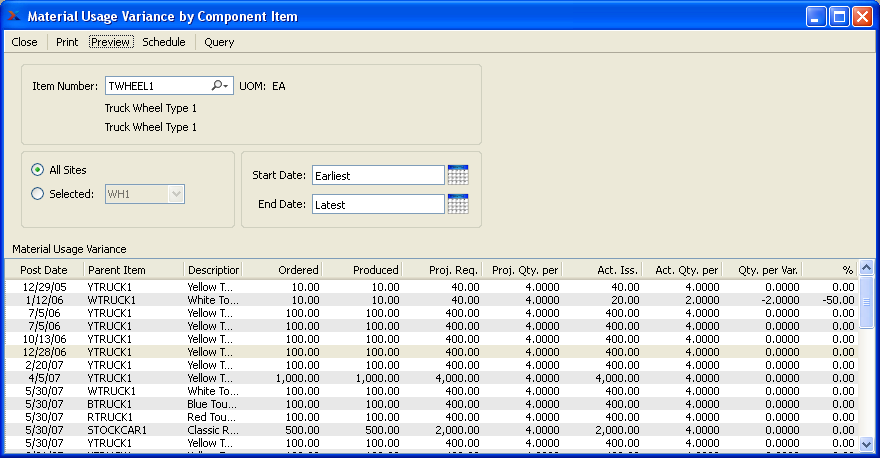 Material Usage Variance by Component Item
Close Print Preview Schedule Query
Item Number: TWHEEL1 UOM: EA
Truck Wheel Type 1
Truck Wheel Type 1
All Sites
Selected: WH1
Start Date: Earliest
End Date: Latest
Material Usage Variance
Post Date Parent Item Description Ordered Produced Proj. Req. Proj. Qty. per Act. Iss. Act. Qty. per Qty. per Var. %
12/29/05 YTRUCK1 Yellow T... 10.00 10.00 40.00 4.0000 40.00 4.0000 0.0000 0.00
1/12/06 WTRUCK1 White To... 10.00 10.00 40.00 4.0000 20.00 2.0000 -2.0000 -50.00
7/5/06 YTRUCK1 Yellow T... 100.00 100.00 400.00 4.0000 400.00 4.0000 0.0000 0.00
7/5/06 YTRUCK1 Yellow T... 100.00 100.00 400.00 4.0000 400.00 4.0000 0.0000 0.00
10/13/06 YTRUCK1 Yellow T... 100.00 100.00 400.00 4.0000 400.00 4.0000 0.0000 0.00
12/28/06 YTRUCK1 Yellow T... 100.00 100.00 400.00 4.0000 400.00 4.0000 0.0000 0.00
2/20/07 YTRUCK1 Yellow T... 100.00 100.00 400.00 4.0000 400.00 4.0000 0.0000 0.00
4/5/07 YTRUCK1 Yellow T... 1,000.00 1,000.00 4,000.00 4.0000 4,000.00 4.0000 0.0000 0.00
5/30/07 WTRUCK1 White To... 100.00 100.00 400.00 4.0000 400.00 4.0000 0.0000 0.00
5/30/07 BTRUCK1 Blue Tou... 100.00 100.00 400.00 4.0000 400.00 4.0000 0.0000 0.00
5/30/07 RTRUCK1 Red Tou... 100.00 100.00 400.00 4.0000 400.00 4.0000 0.0000 0.00
5/30/07 STOCKCAR1 Classic R... 500.00 500.00 2,000.00 4.0000 2,000.00 4.0000 0.0000 0.00
5/30/07 YTRUCK1 Yellow T... 100.00 100.00 400.00 4.0000 400.00 4.0000 0.0000 0.00